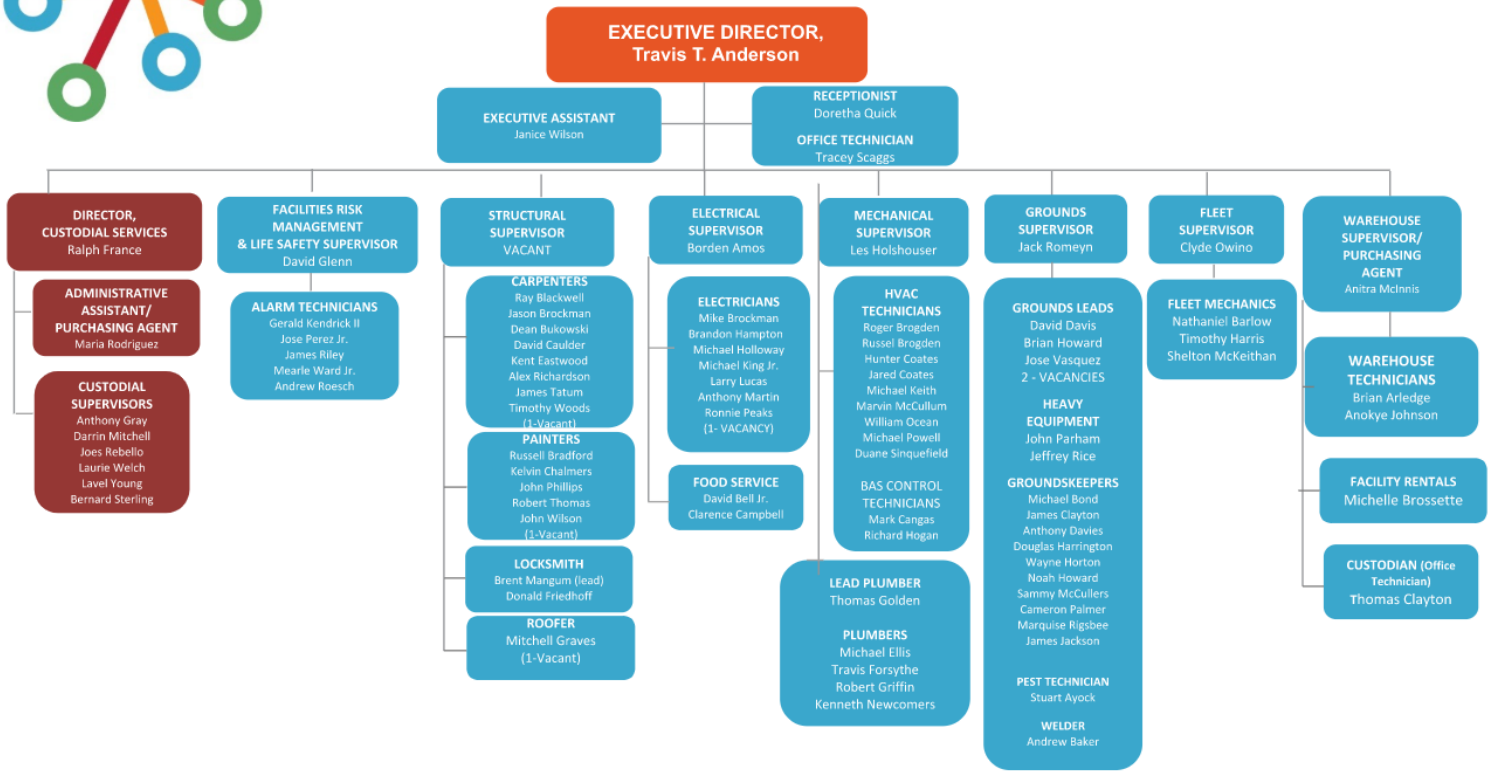 EXECUTIVE DIRECTOR,
Travis T. Anderson
EXECUTIVE ASSISTANT
Janice Wilson
RECEPTIONIST
Doretha Quick
OFFICE TECHNICIAN
Tracey Scaggs
DIRECTOR,
CUSTODIAL SERVICES
Ralph France
ADMINISTRATIVE
ASSISTANT/
PURCHASING AGENT
Maria Rodriguez
CUSTODIAL
SUPERVISORS
Anthony Gray
Darrin Mitchell
Joes Rebello
Laurie Welch
Lavel Young
Bernard Sterling
FACILITIES RISK
MANAGEMENT
& LIFE SAFETY SUPERVISOR
David Glenn
ALARM TECHNICIANS
Gerald Kendrick II
Jose Perez Jr.
James Riley
Mearle Ward Jr.
Andrew Roesch
STRUCTURAL
SUPERVISOR
VACANT
CARPENTERS
Ray Blackwell
Jason Brockman
Dean Bukowski
David Caulder
Kent Eastwood
Alex Richardson
James Tatum
Timothy Woods
(1-Vacant)
PAINTERS
Russell Bradford
Kelvin Chalmers
John Phillips
Robert Thomas
John Wilson
(1-Vacant)
LOCKSMITH
Brent Mangum (lead)
Donald Friedhoff
ROOFER
Mitchell Graves
(1-Vacant)
ELECTRICAL
SUPERVISOR
Borden Amos
ELECTRICIANS
Mike Brockman
Brandon Hampton
Michael Holloway
Michael King Jr.
Larry Lucas
Anthony Martin
Ronnie Peaks
(1- VACANCY)
FOOD SERVICE
David Bell Jr.
Clarence Campbell
MECHANICAL
SUPERVISOR
Les Holshouser
HVAC
TECHNICIANS
Roger Brogden
Russel Brogden
Hunter Coates
Jared Coates
Michael Keith
Marvin McCullum
William Ocean
Michael Powell
Duane Sinquefield
BAS CONTROL
TECHNICIANS
Mark Cangas
Richard Hogan
LEAD PLUMBER
Thomas Golden
PLUMBERS
Michael Ellis
Travis Forsythe
Robert Griffin
Kenneth Newcomers
GROUNDS
SUPERVISOR
Jack Romeyn
GROUNDS LEADS
David Davis
Brian Howard
Jose Vasquez
2 - VACANCIES
HEAVY
EQUIPMENT
John Parham
Jeffrey Rice
GROUNDSKEEPERS
Michael Bond
James Clayton
Anthony Davies
Douglas Harrington
Wayne Horton
Noah Howard
Sammy McCullers
Cameron Palmer
Marquise Rigsbee
James Jackson
PEST TECHNICIAN
Stuart Ayock
WELDER
Andrew Baker
FLEET
SUPERVISOR
Clyde Owino
FLEET MECHANICS
Nathaniel Barlow
Timothy Harris
Shelton McKeithan
WAREHOUSE
SUPERVISOR/
PURCHASING
AGENT
Anitra McInnis
WAREHOUSE
TECHNICIANS
Brian Arledge
Anokye Johnson
FACILITY RENTALS
Michelle Brossette
CUSTODIAN (Office
Technician)
Thomas Clayton